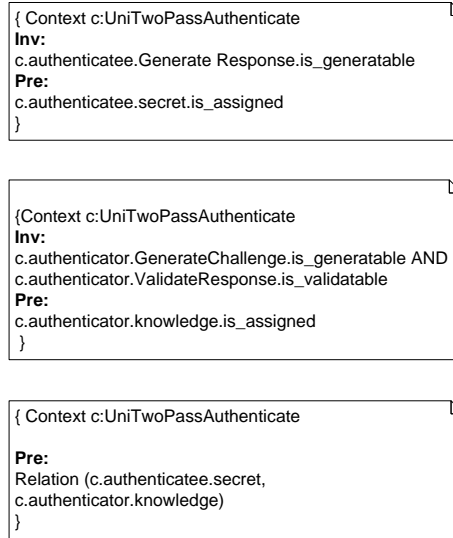 { Context c:UniTwoPassAuthenticate
Inv:
c.authenticatee.Generate Response.is_generatable
Pre:
c.authenticatee.secret.is_assigned
}
{Context c:UniTwoPassAuthenticate
Inv:
c.authenticator.GenerateChallenge.is_generatable AND
c.authenticator.ValidateResponse.is_validatable
Pre:
c.authenticator.knowledge.is_assigned
}
{ Context c:UniTwoPassAuthenticate
Pre:
Relation (c.authenticatee.secret,
c.authenticator.knowledge)
}